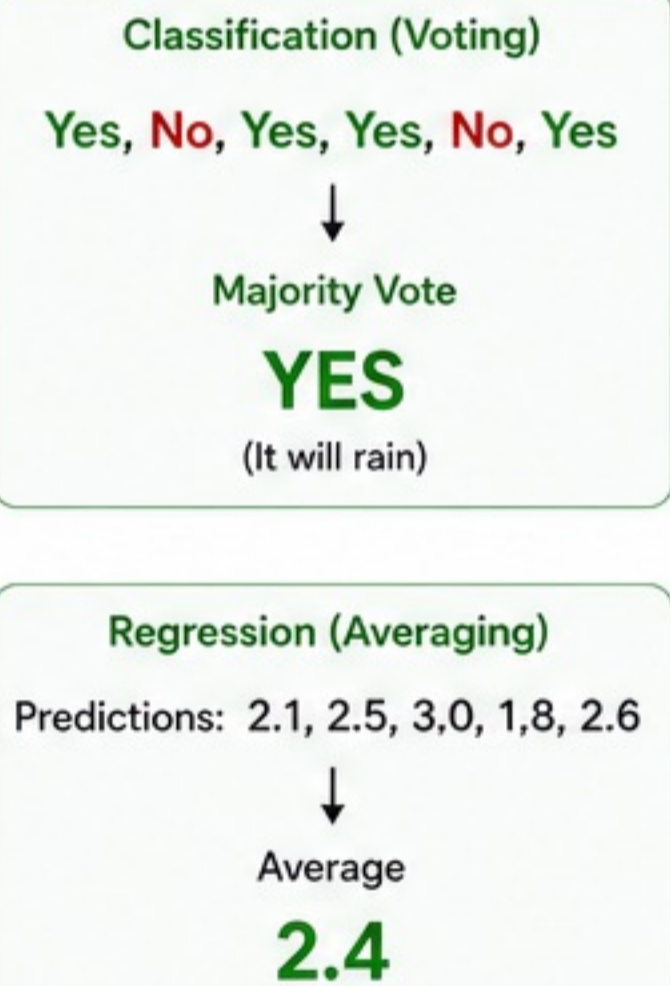 Classification (Voting)
Yes, No, Yes, Yes, No, Yes
Majority Vote
YES
(It will rain)
Regression (Averaging)
Predictions: 2.1, 2.5, 3,0, 1,8, 2.6
Average
2.4